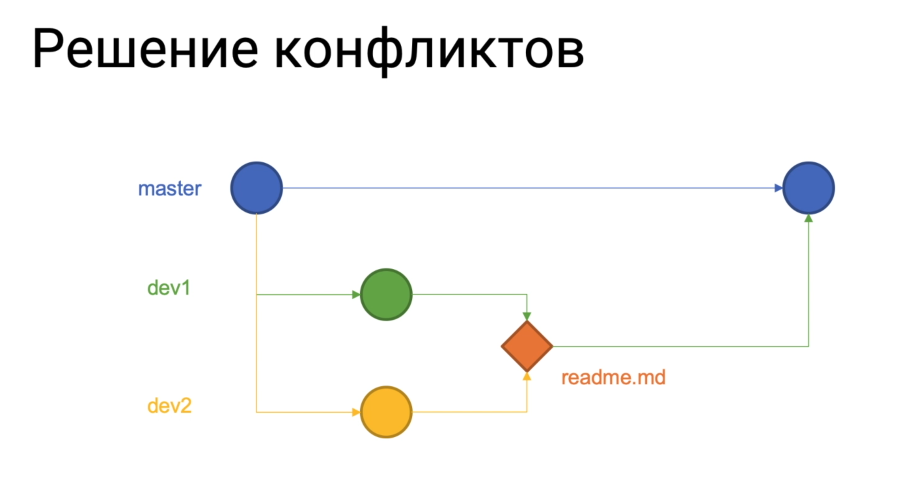 Решение конфликтов
master
dev1
readme.md
dev2